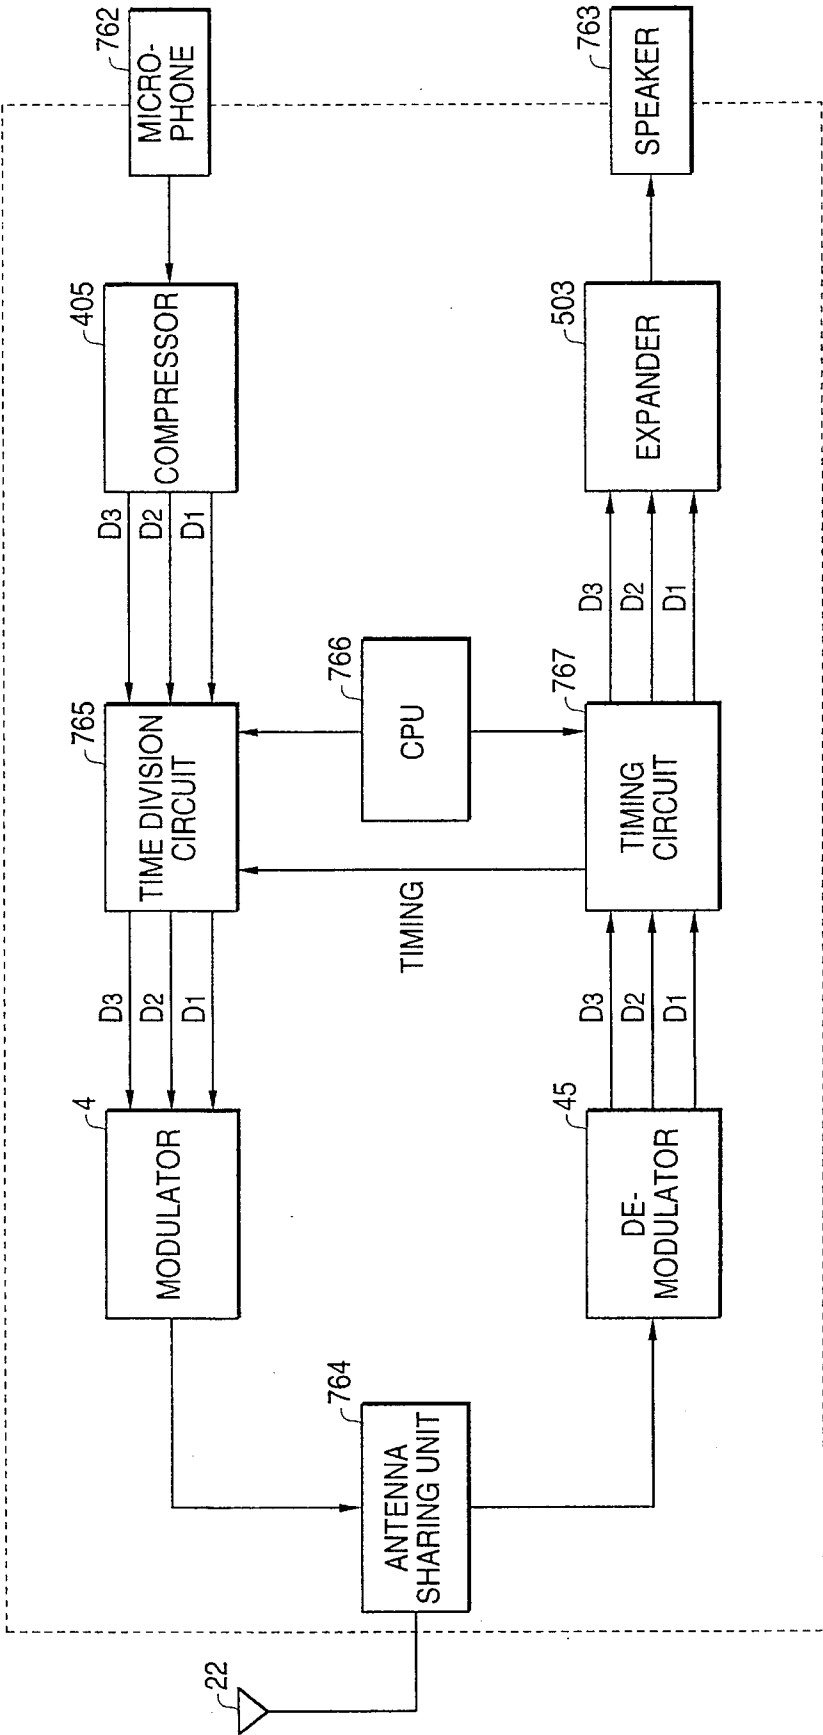 22
764
ANTENNA
SHARING UNIT
4
MODULATOR
D3
D2
D1
765
TIME DIVISION
CIRCUIT
D3
D2
D1
405
COMPRESSOR
762
MICRO-
PHONE
766
CPU
TIMING
45
DE-
MODULATOR
D3
D2
D1
767
TIMING
CIRCUIT
D3
D2
D1
503
EXPANDER
763
SPEAKER